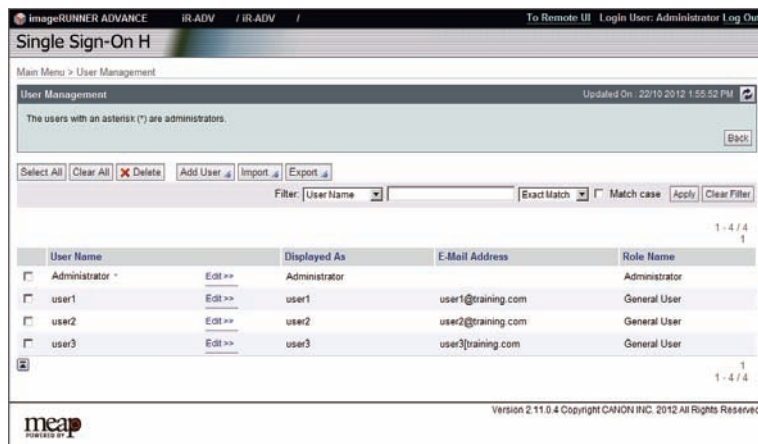 imageRUNNER ADVANCE iR-ADV / iR-ADV / To Remote UI Login User: Administrator Log Out
Single Sign-On H
Main Menu > User Management
User Management Updated On : 22/10 2012 1:55:52 PM
The users with an asterisk (*) are administrators.
Back
Select All Clear All Delete Add User Import Export
Filter: User Name Exact Match Match case Apply Clear Filter
1 - 4 / 4
1
User Name Displayed As E-Mail Address Role Name
Administrator * Edit >> Administrator Administrator
user1 Edit >> user1 user1@training.com General User
user2 Edit >> user2 user2@training.com General User
user3 Edit >> user3 user3[training.com General User
1
1 - 4 / 4
Version 2.11.0.4 Copyright CANON INC. 2012 All Rights Reserved
meap
POWERED BY